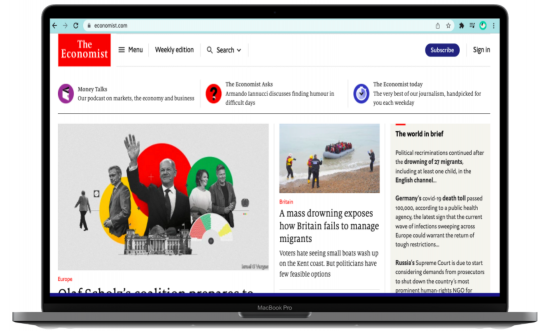 economist.com
The
Economist
Menu
Weekly edition
Search
Subscribe
Sign in
Money Talks
Our podcast on markets, the economy and business
The Economist Asks
Armando Iannucci discusses finding humour in
difficult days
The Economist today
The very best of our journalism, handpicked for
you each weekday
Britain
A mass drowning exposes
how Britain fails to manage
migrants
Voters hate seeing small boats wash up
on the Kent coast. But politicians have
few feasible options
Europe
Olaf Scholz's coalition prepares to
The world in brief
Political recriminations continued after
the drowning of 27 migrants,
including at least one child, in the
English channel...
Germany's covid-19 death toll passed
100,000, according to a public health
agency, the latest sign that the current
wave of infections sweeping across
Europe could warrant the return of
tough restrictions...
Russia's Supreme Court is due to start
considering demands from prosecutors
to shut down the country's most
prominent human-rights NGO for
MacBook Pro